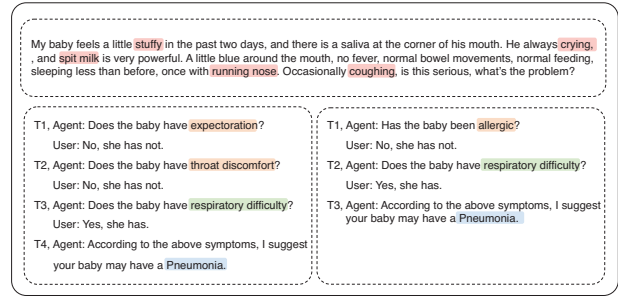 My baby feels a little stuffy in the past two days, and there is a saliva at the corner of his mouth. He always crying,
, and spit milk is very powerful. A little blue around the mouth, no fever, normal bowel movements, normal feeding,
sleeping less than before, once with running nose. Occasionally coughing, is this serious, what's the problem?
T1, Agent: Does the baby have expectoration?
User: No, she has not.
T2, Agent: Does the baby have throat discomfort?
User: No, she has not.
T3, Agent: Does the baby have respiratory difficulty?
User: Yes, she has.
T4, Agent: According to the above symptoms, I suggest
your baby may have a Pneumonia.
T1, Agent: Has the baby been allergic?
User: No, she has not.
T2, Agent: Does the baby have respiratory difficulty?
User: Yes, she has.
T3, Agent: According to the above symptoms, I suggest
your baby may have a Pneumonia.